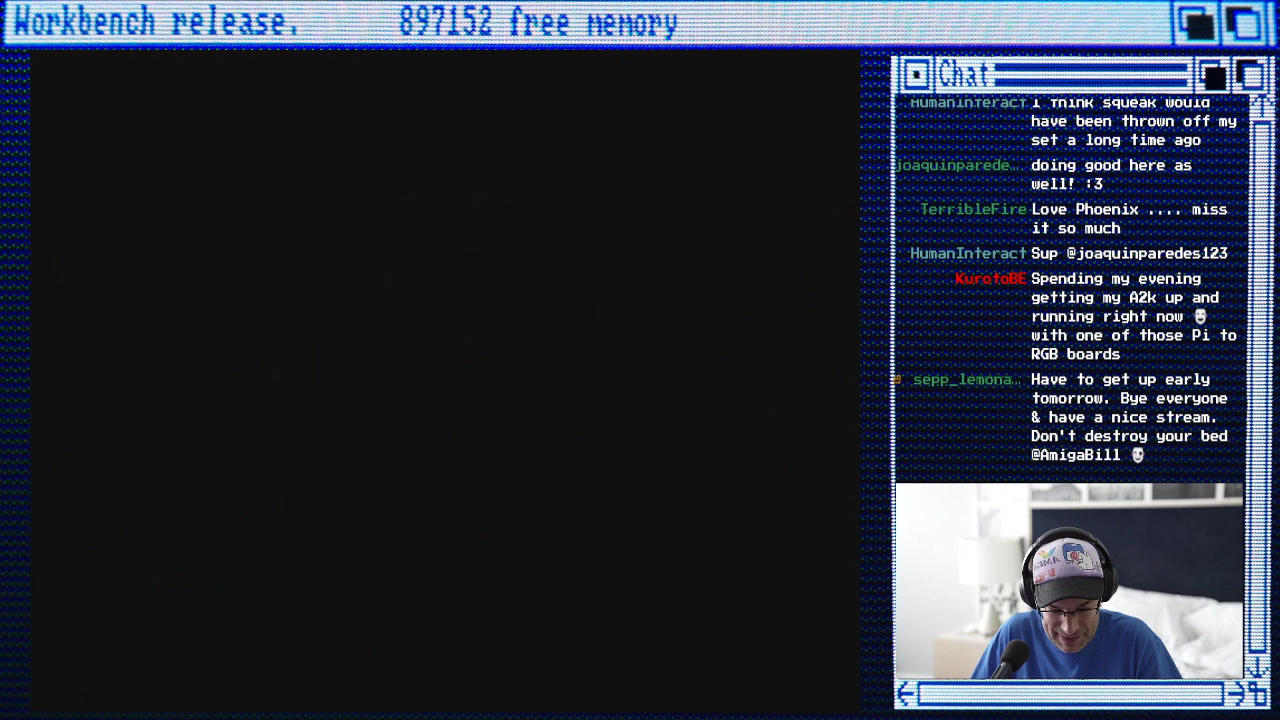 Workbench release.   897152 free memory
Chat
HumanInteract I think squeak would
have been thrown off my
set a long time ago
joaquinparede… doing good here as
well! :3
TerribleFire Love Phoenix .... miss
it so much
HumanInteract Sup @joaquinparedes123
KurotoBE Spending my evening
getting my A2k up and
running right now
with one of those Pi to
RGB boards
sepp_lemona… Have to get up early
tomorrow. Bye everyone
& have a nice stream.
Don't destroy your bed
@AmigaBill